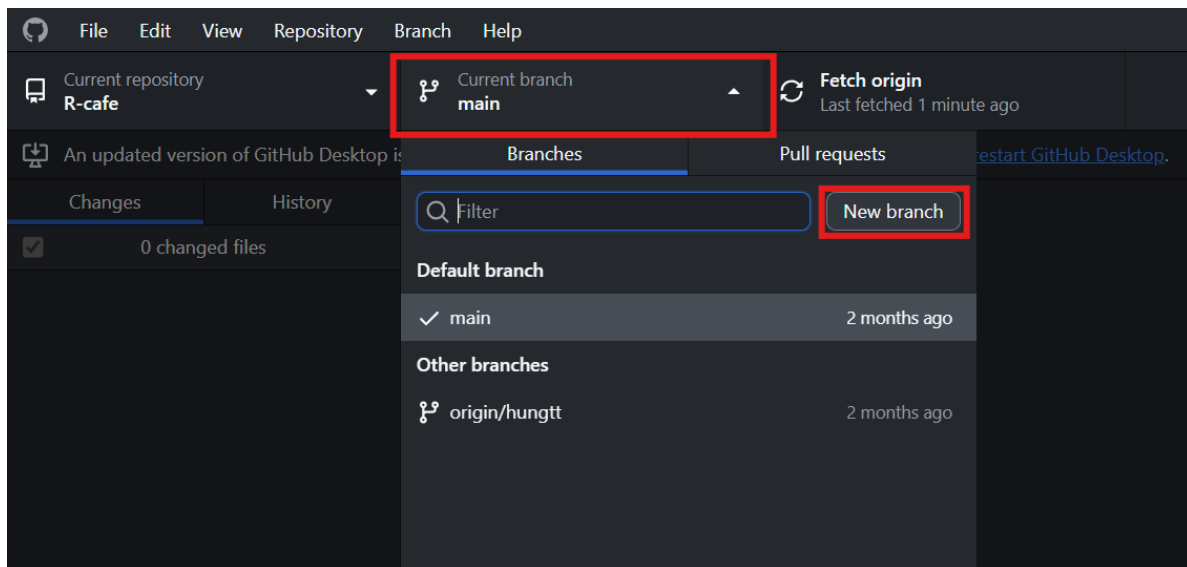 File Edit View Repository Branch Help
Current repository
R-cafe
Current branch
main
Fetch origin
Last fetched 1 minute ago
An updated version of GitHub Desktop is
restart GitHub Desktop.
Branches Pull requests
Changes History
Filter
New branch
0 changed files
Default branch
main 2 months ago
Other branches
origin/hungtt 2 months ago